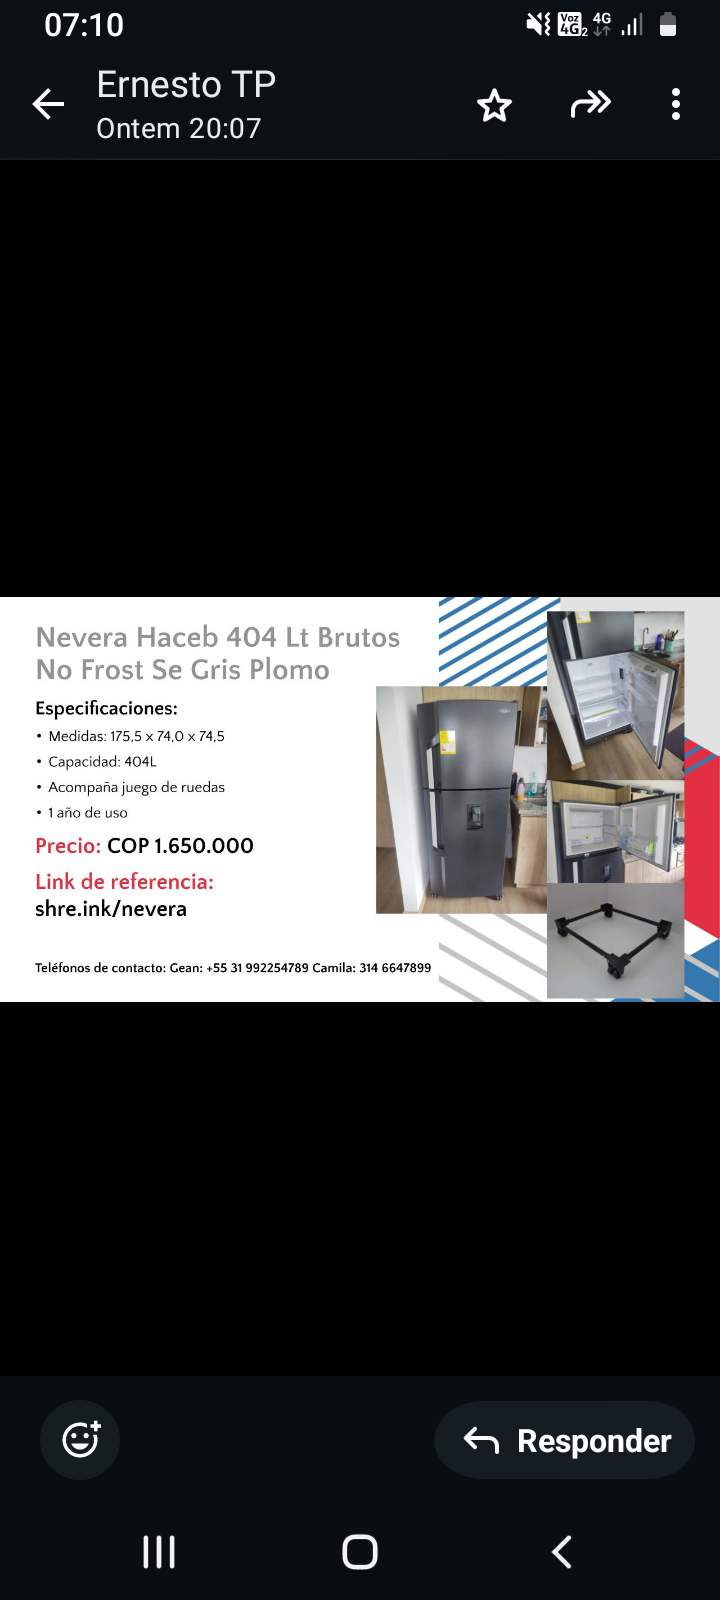 07:10
Voz
4G 2
4G
Ernesto TP
Ontem 20:07
Nevera Haceb 404 Lt Brutos
No Frost Se Gris Plomo
Especificaciones:
• Medidas: 175,5 x 74,0 x 74,5
• Capacidad: 404L
• Acompaña juego de ruedas
• 1 año de uso
Precio: COP 1.650.000
Link de referencia:
shre.ink/nevera
Teléfonos de contacto: Gean: +55 31 992254789 Camila: 314 6647899
Responder